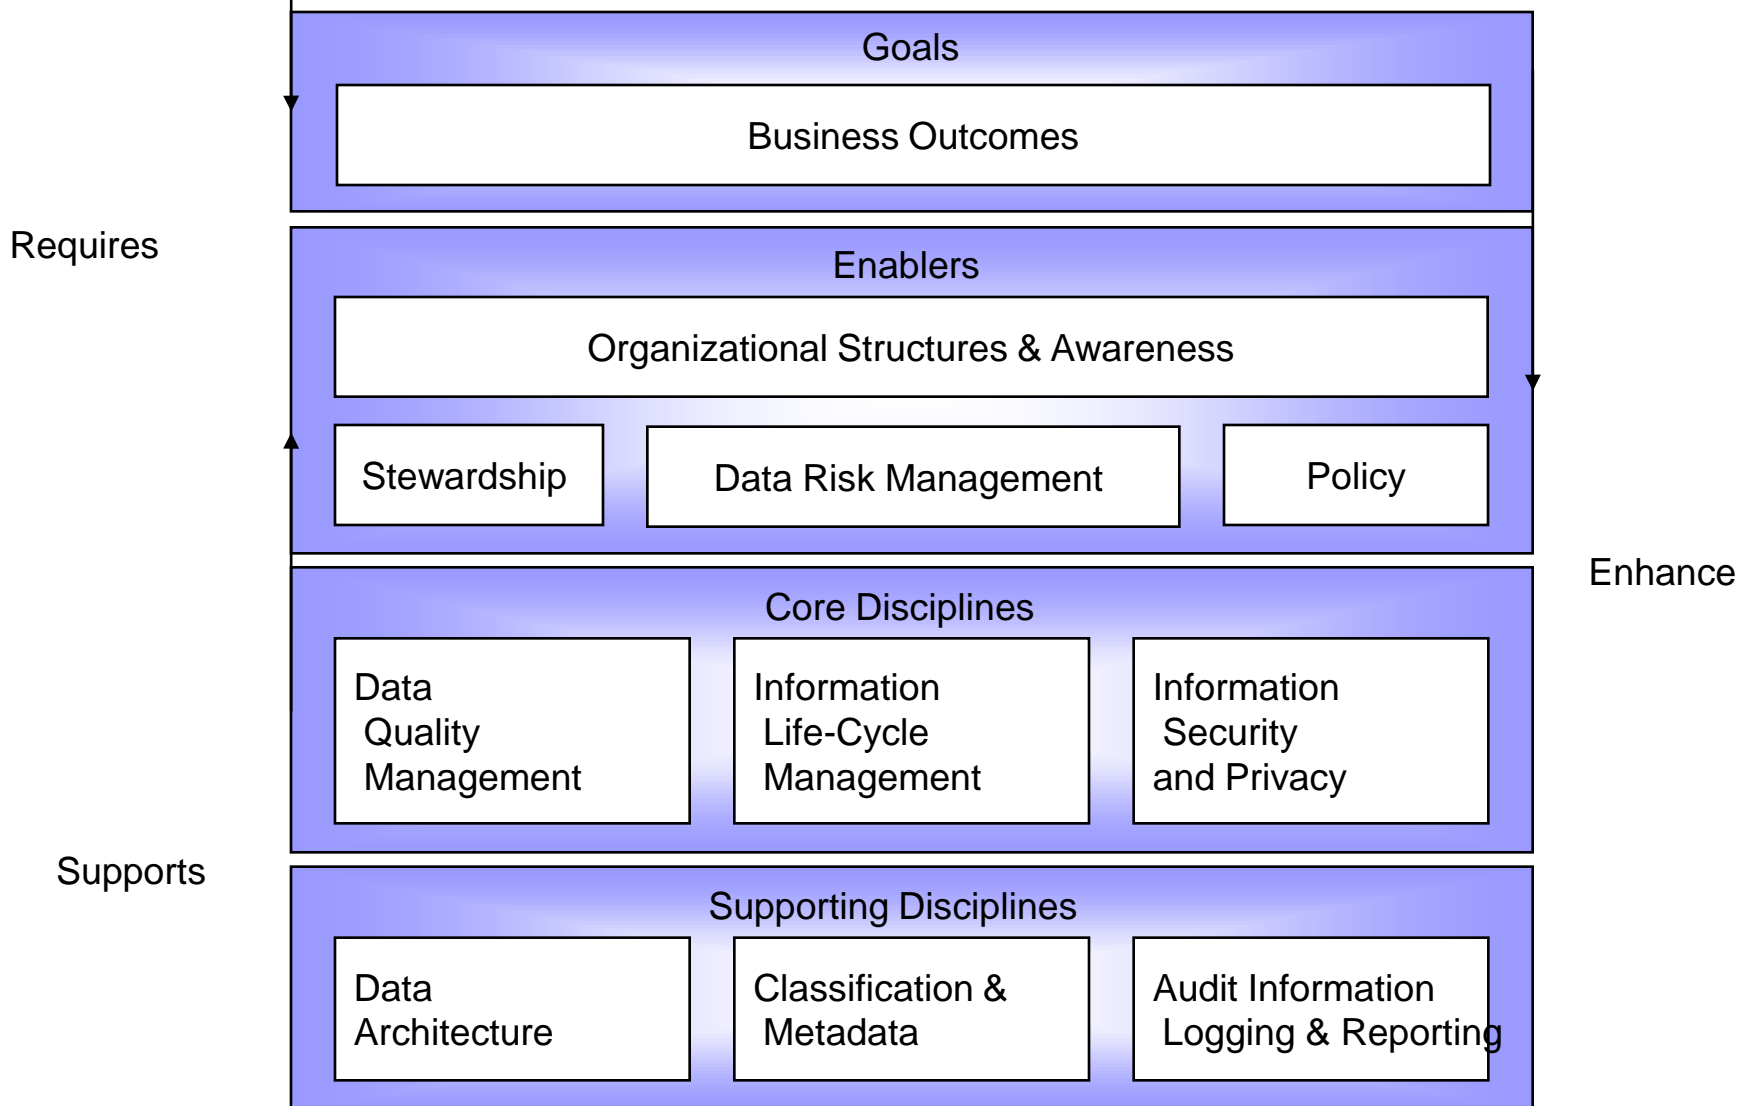 Goals
Business Outcomes
Requires
Enablers
Organizational Structures & Awareness
Stewardship
Data Risk Management
Policy
Enhance
Core Disciplines
Data
Quality
Management
Information
Life-Cycle
Management
Information
Security
and Privacy
Supports
Supporting Disciplines
Data
Architecture
Classification &
Metadata
Audit Information
Logging & Reporting